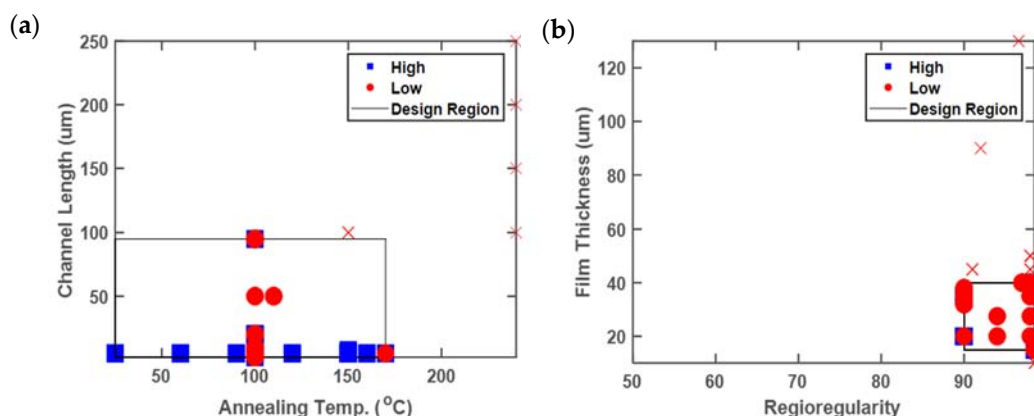 (a)
250
200
150
100
50
Channel Length (um)
High
Low
Design Region
50
100
150
200
Annealing Temp. (°C)
(b)
120
100
80
60
40
20
Film Thickness (um)
High
Low
Design Region
50
60
70
80
90
Regioregularity